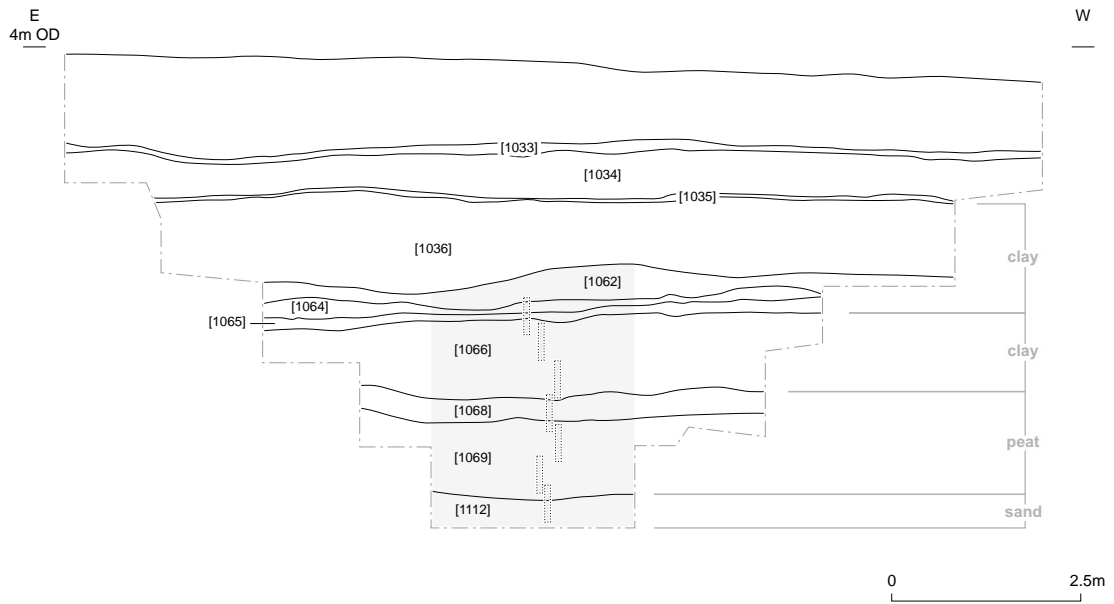 E W
4m OD
[1033]
[1034]
[1035]
[1036]
clay
[1062]
[1064]
[1065]
[1066]
clay
[1068]
peat
[1069]
[1112]
sand
0 2.5m